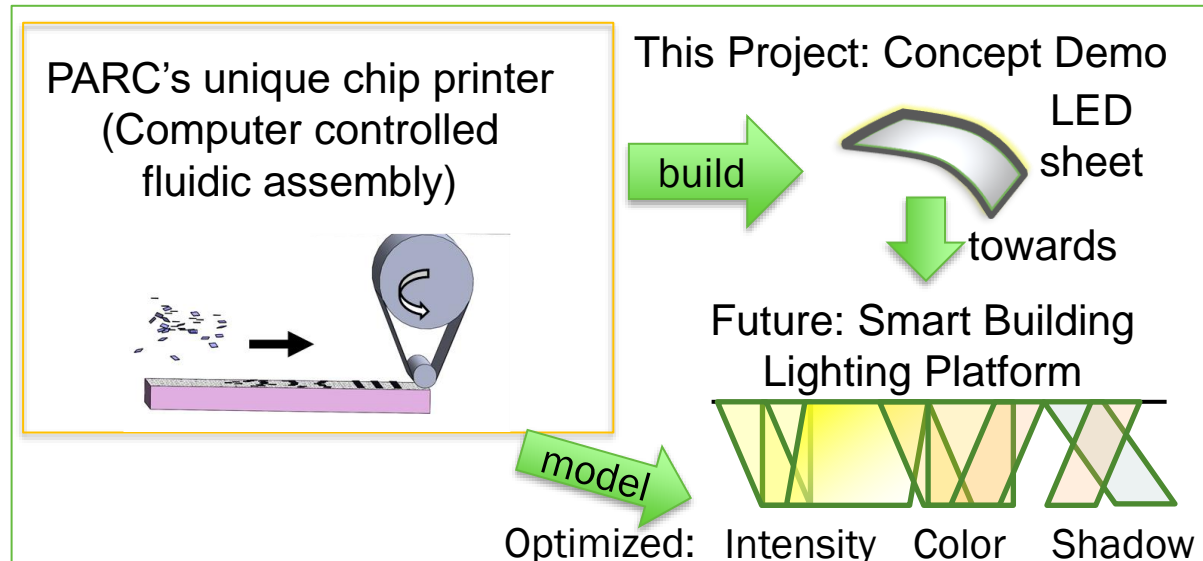 PARC’s unique chip printer
(Computer controlled
fluidic assembly)
This Project: Concept Demo
build
LED
sheet
towards
Future: Smart Building
Lighting Platform
model
Optimized: Intensity Color Shadow